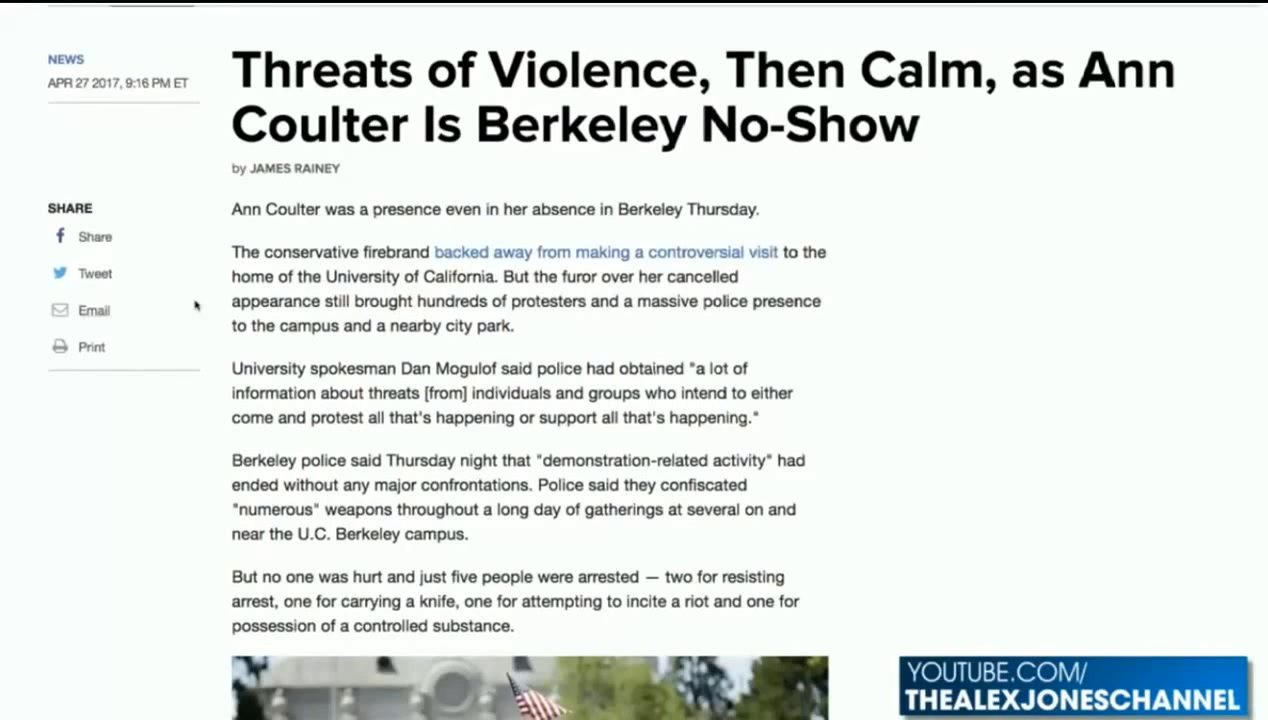 NEWS
APR 27 2017, 9:16 PM ET
Threats of Violence, Then Calm, as Ann
Coulter Is Berkeley No-Show
by JAMES RAINEY
SHARE
Share
Tweet
Email
Print
Ann Coulter was a presence even in her absence in Berkeley Thursday.
The conservative firebrand backed away from making a controversial visit to the
home of the University of California. But the furor over her cancelled
appearance still brought hundreds of protesters and a massive police presence
to the campus and a nearby city park.
University spokesman Dan Mogulof said police had obtained "a lot of
information about threats [from] individuals and groups who intend to either
come and protest all that's happening or support all that's happening."
Berkeley police said Thursday night that "demonstration-related activity" had
ended without any major confrontations. Police said they confiscated
"numerous" weapons throughout a long day of gatherings at several on and
near the U.C. Berkeley campus.
But no one was hurt and just five people were arrested — two for resisting
arrest, one for carrying a knife, one for attempting to incite a riot and one for
possession of a controlled substance.
YOUTUBE.COM/
THEALEXJONESCHANNEL